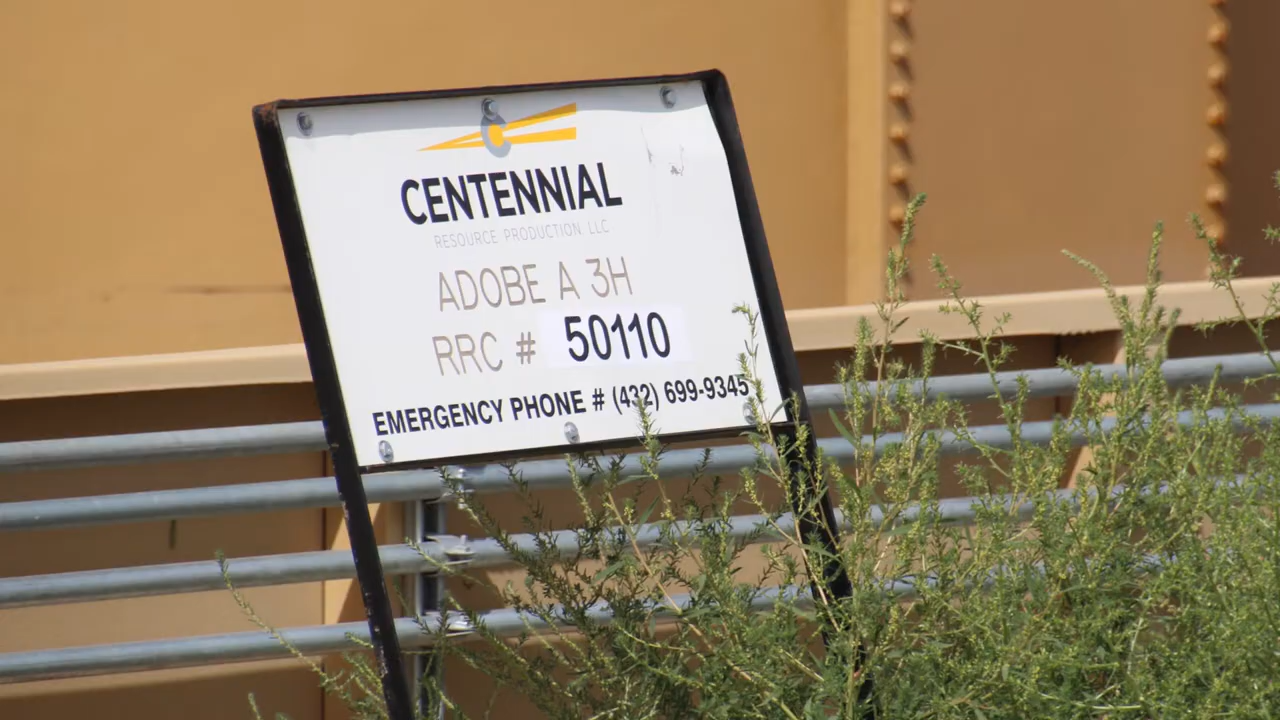 CENTENNIAL
RESOURCE PRODUCTION, LLC
ADOBE A 3H
RRC # 50110
EMERGENCY PHONE # (432) 699-9345